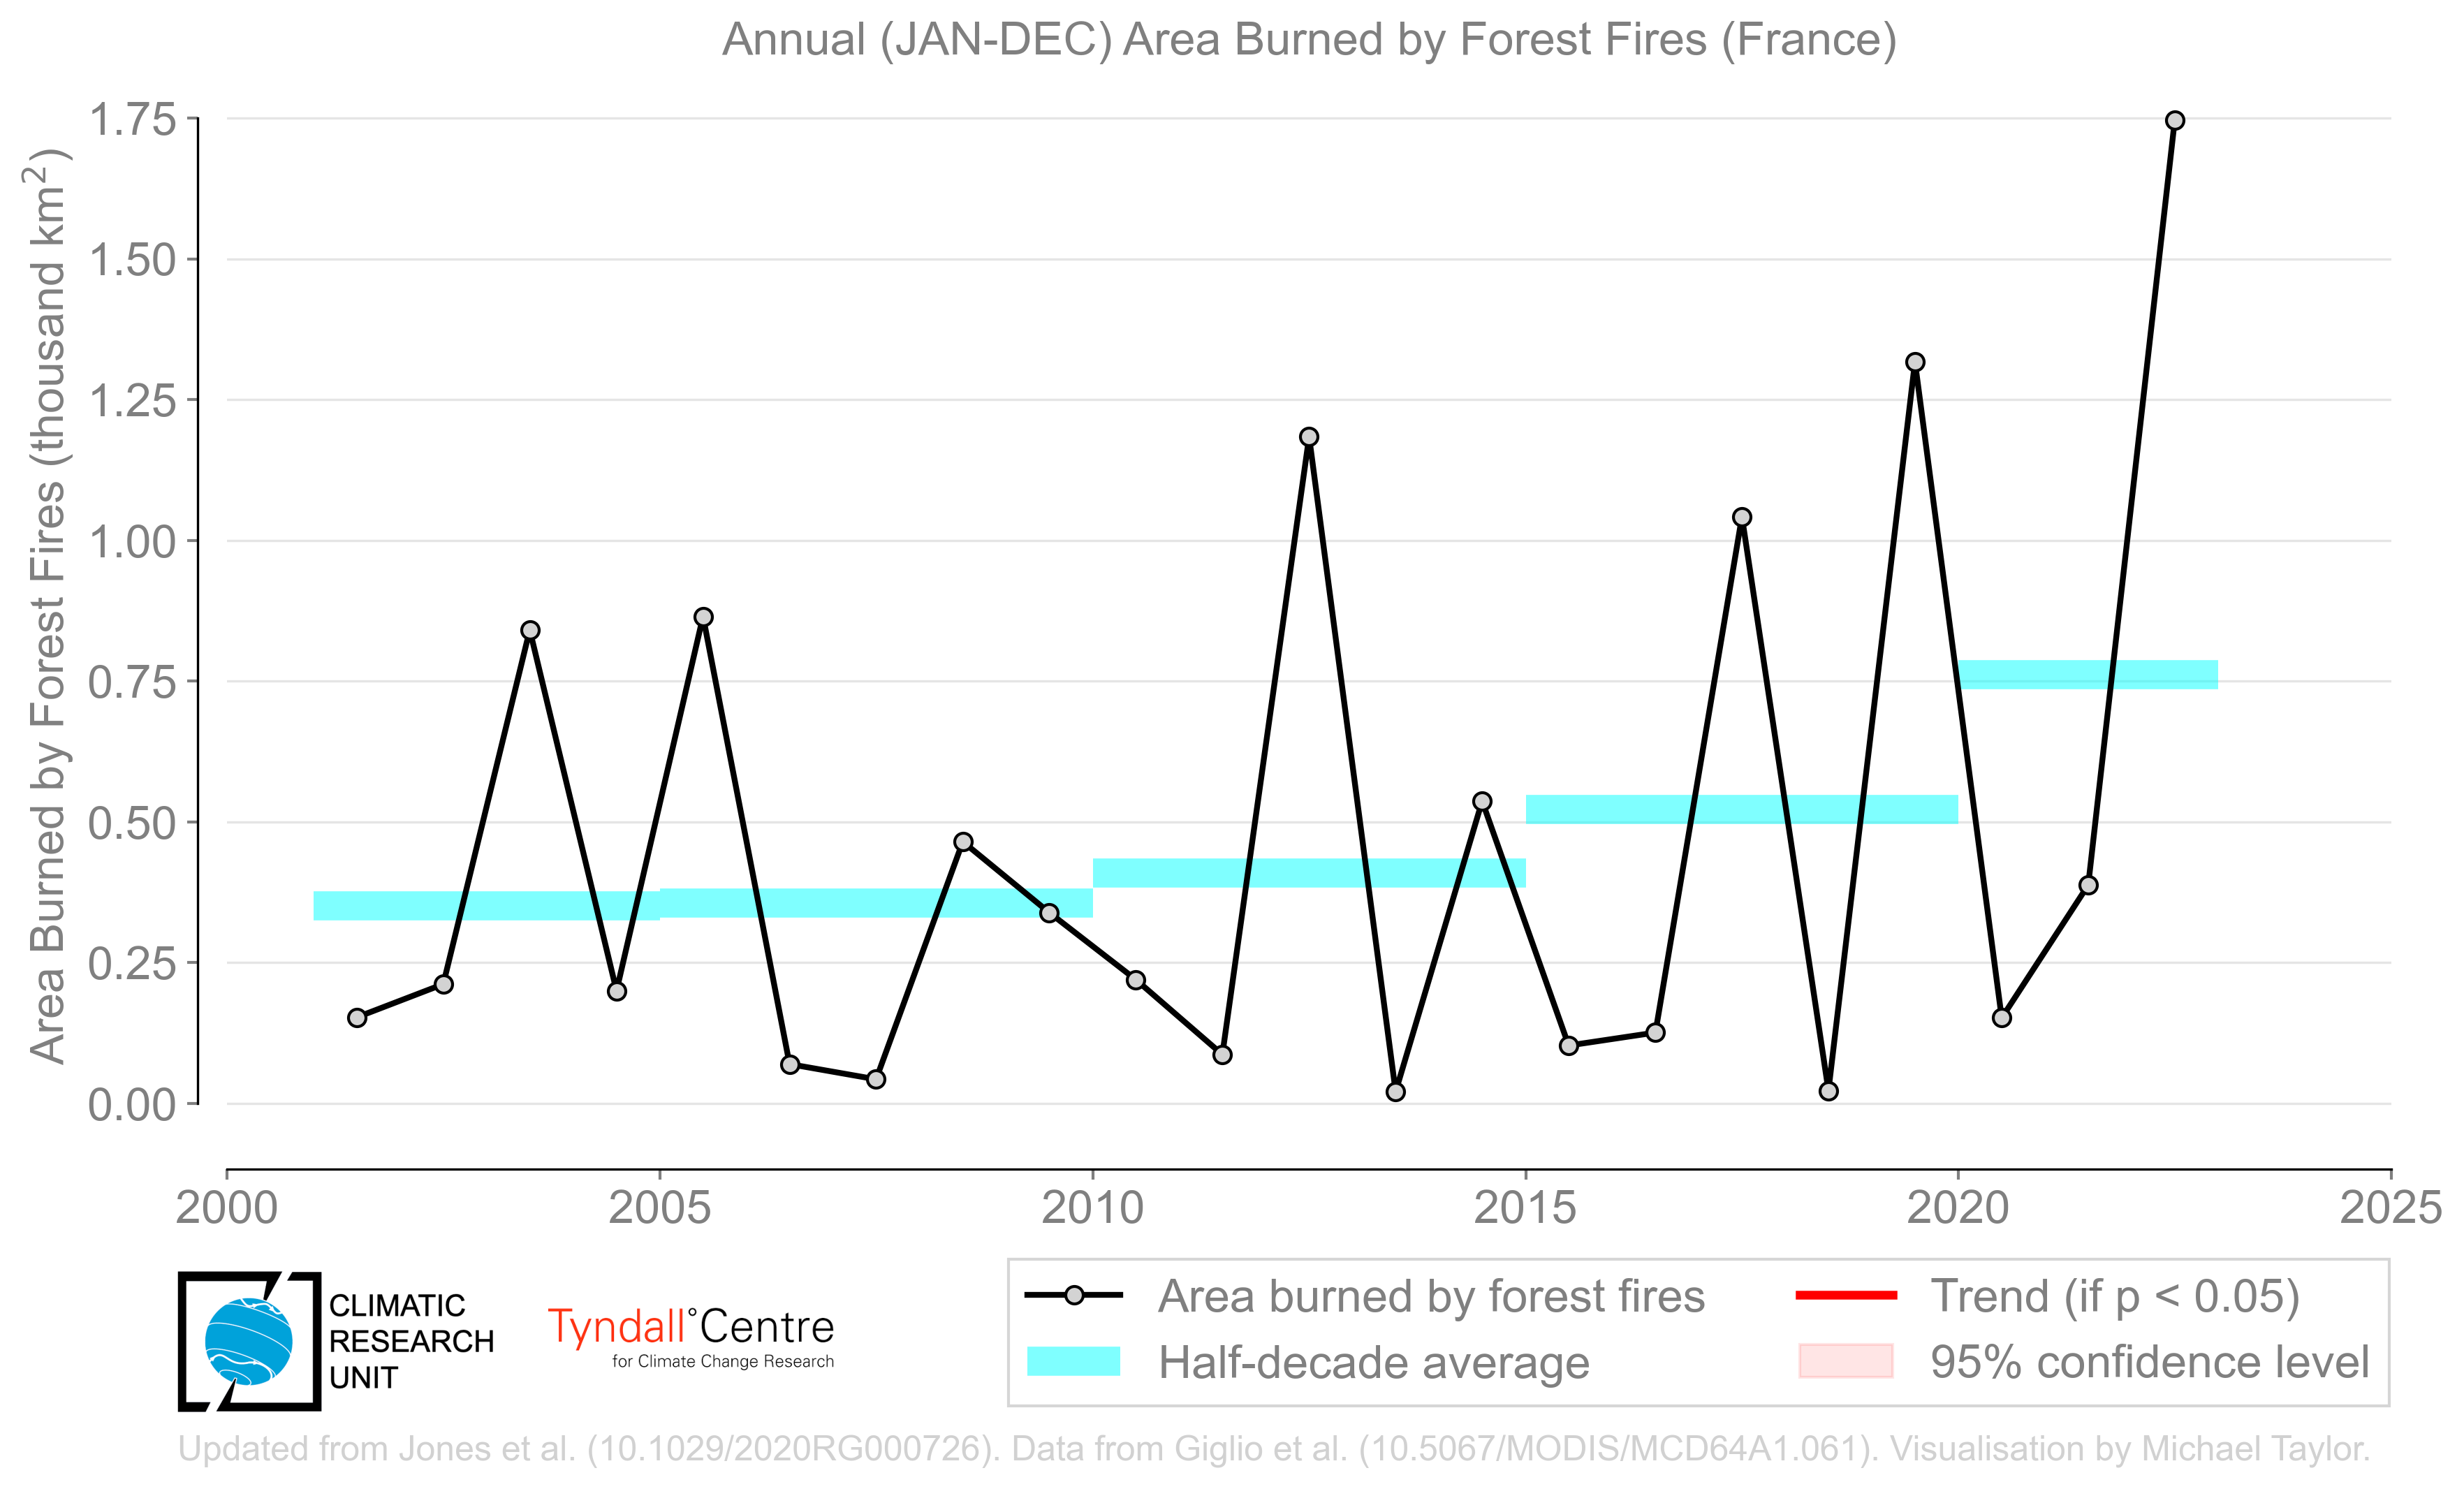 Annual (JAN-DEC) Area Burned by Forest Fires (France)
Area Burned by Forest Fires (thousand km²)
1.75
1.50
1.25
1.00
0.75
0.50
0.25
0.00
2000 2005 2010 2015 2020 2025
CLIMATIC
RESEARCH
UNIT
Tyndall°Centre
for Climate Change Research
Area burned by forest fires
Half-decade average
Trend (if p < 0.05)
95% confidence level
Updated from Jones et al. (10.1029/2020RG000726). Data from Giglio et al. (10.5067/MODIS/MCD64A1.061). Visualisation by Michael Taylor.